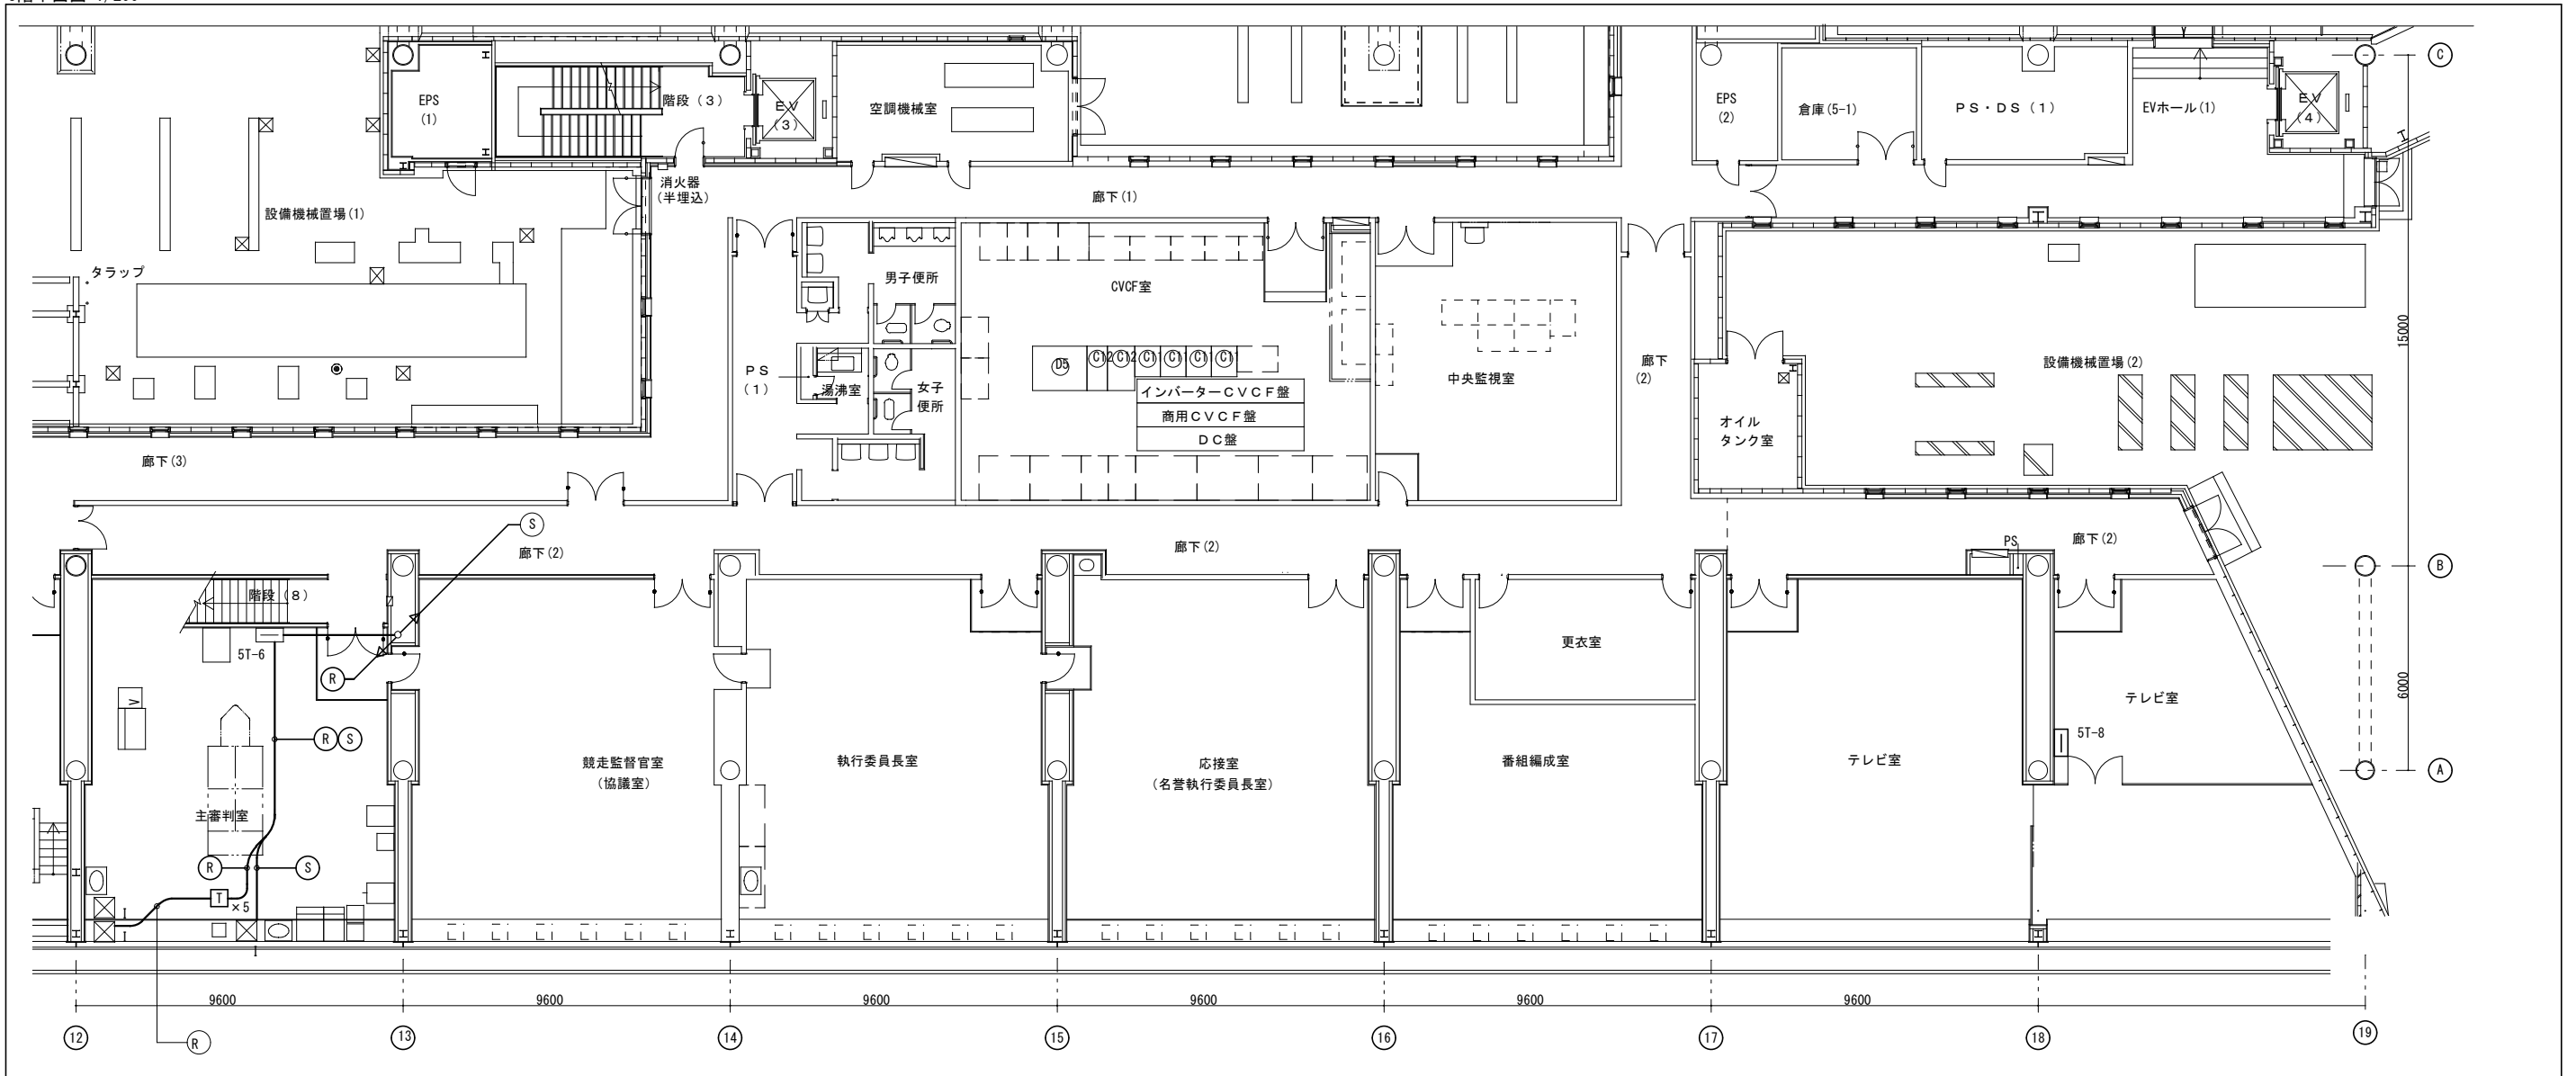 EPS
(1)
階段（3）
EV
（3）
空調機械室
EPS
(2)
倉庫(5-1)
ＰＳ・ＤＳ（1）
EVホール(1)
EV
（4）
C
消火器
（半埋込）
廊下(1)
設備機械置場(1)
タラップ
男子便所
CVCF室
ＰＳ
（1）
湯沸室
女子
便所
D5
C12
C12
C11
C11
C11
C11
インバーターＣＶＣＦ盤
商用ＣＶＣＦ盤
ＤＣ盤
中央監視室
廊下
(2)
設備機械置場(2)
オイル
タンク室
15000
廊下(3)
S
廊下(2)
廊下(2)
PS
廊下(2)
B
階段（8）
5T-6
R
更衣室
6000
テレビ室
V
R
S
5T-8
競走監督官室
（協議室）
執行委員長室
応接室
（名誉執行委員長室）
番組編成室
テレビ室
A
主審判室
R
S
T
×5
9600
9600
9600
9600
9600
9600
12
13
14
15
16
17
18
19
R